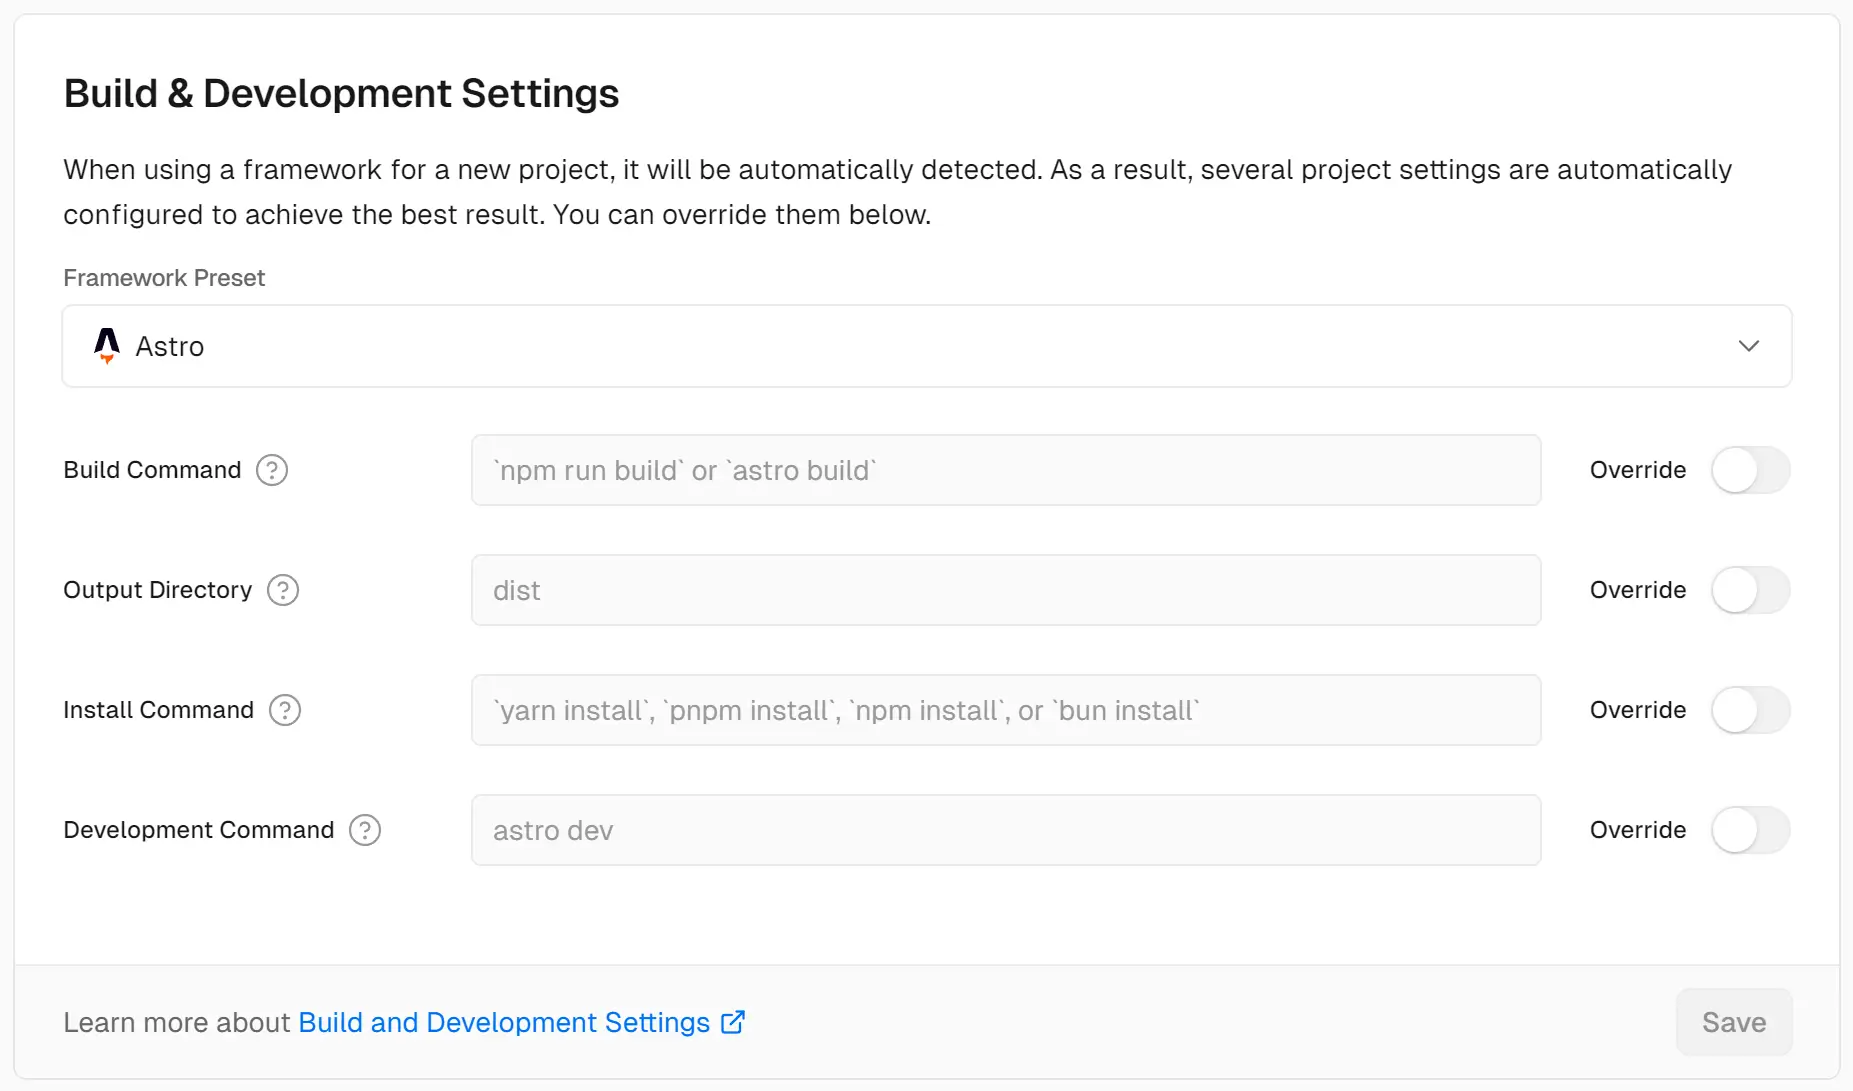 Build & Development Settings
When using a framework for a new project, it will be automatically detected. As a result, several project settings are automatically
configured to achieve the best result. You can override them below.
Framework Preset
Astro
Build Command ? `npm run build` or `astro build` Override
Output Directory ? dist Override
Install Command ? `yarn install`, `pnpm install`, `npm install`, or `bun install` Override
Development Command ? astro dev Override
Learn more about Build and Development Settings Save